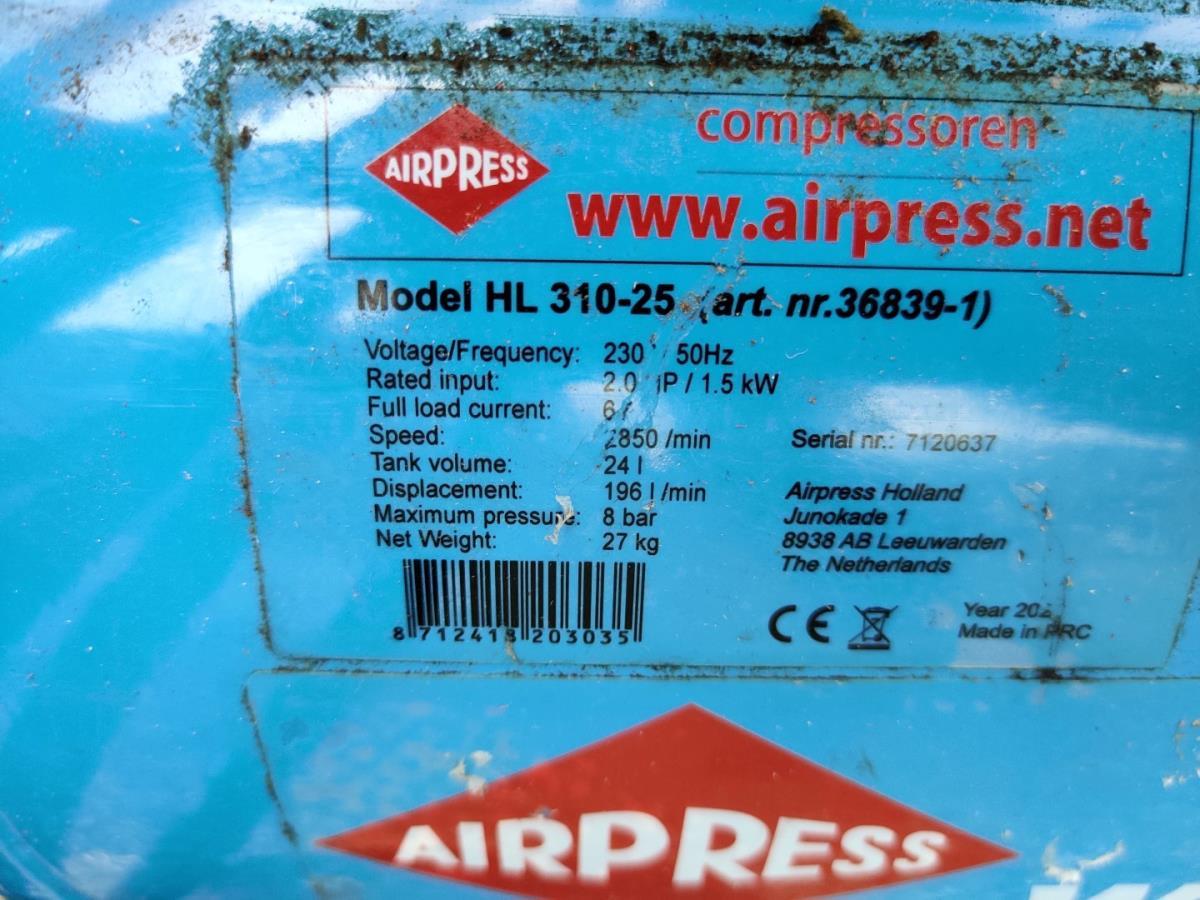 AIRPRESS
compressoren
www.airpress.net
Model HL 310-25 (art. nr.36839-1)
Voltage/Frequency: 230 50Hz
Rated input: 2.0 / 1.5 kW
Full load current: 6
Speed: 2850 /min
Serial nr.: 7120637
Tank volume: 24 l
Displacement: 196 l /min
Maximum pressure: 8 bar
Net Weight: 27 kg
Airpress Holland
Junokade 1
8938 AB Leeuwarden
The Netherlands
8 712418 203035
CE
Year
Made in PRC
AIRPRESS